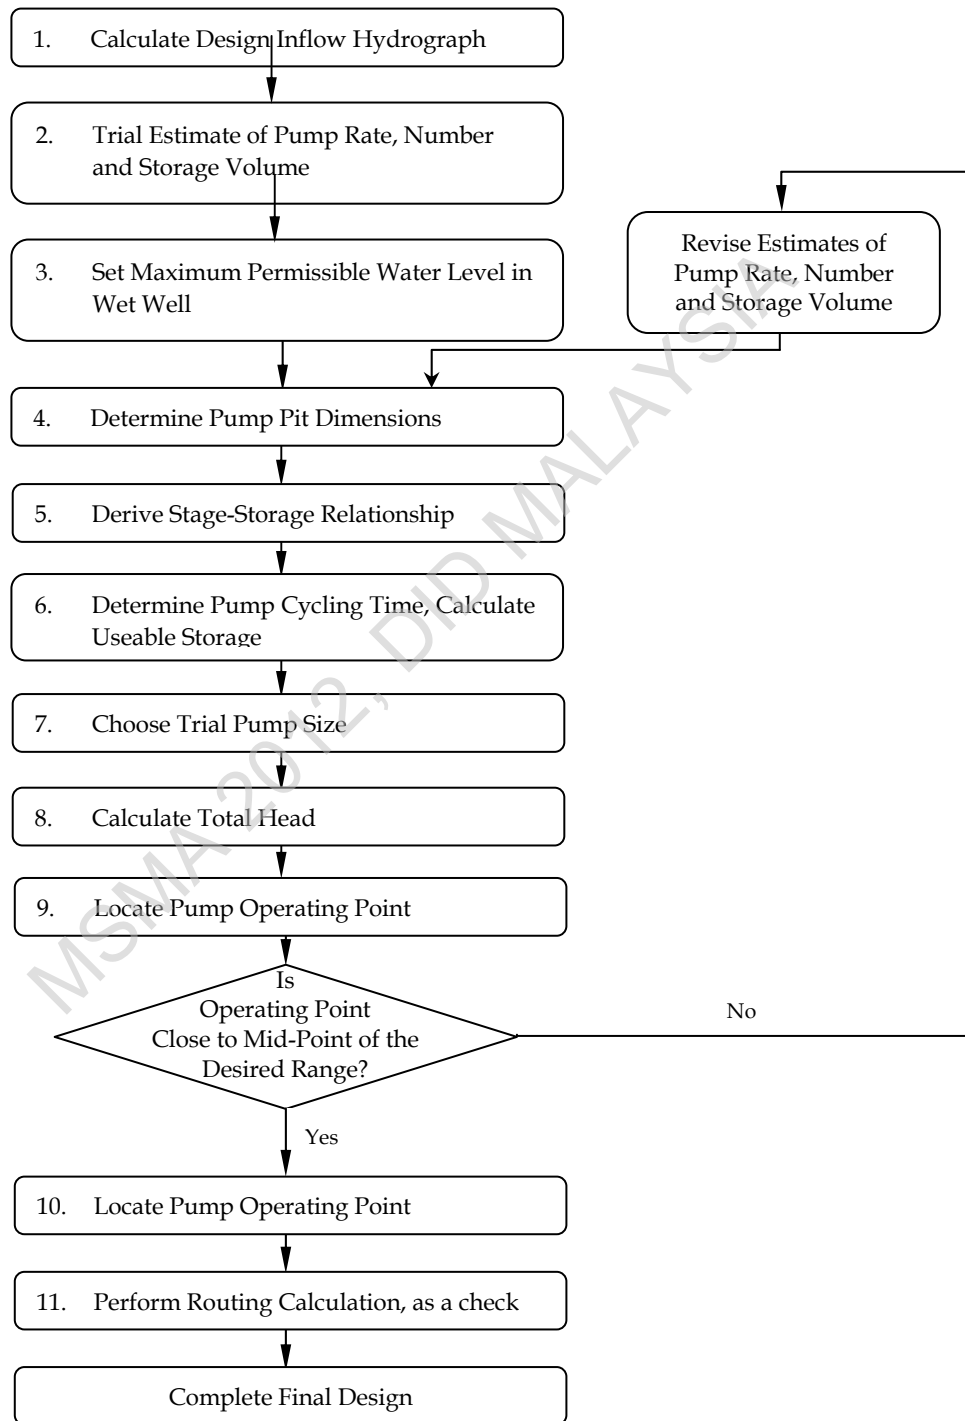 1. Calculate Design Inflow Hydrograph
2. Trial Estimate of Pump Rate, Number
and Storage Volume
3. Set Maximum Permissible Water Level in
Wet Well
Revise Estimates of
Pump Rate, Number
and Storage Volume
4. Determine Pump Pit Dimensions
5. Derive Stage-Storage Relationship
6. Determine Pump Cycling Time, Calculate
Useable Storage
7. Choose Trial Pump Size
8. Calculate Total Head
9. Locate Pump Operating Point
Is
Operating Point
Close to Mid-Point of the
Desired Range?
No
Yes
10. Locate Pump Operating Point
11. Perform Routing Calculation, as a check
Complete Final Design
MSMA 2012, DID MALAYSIA